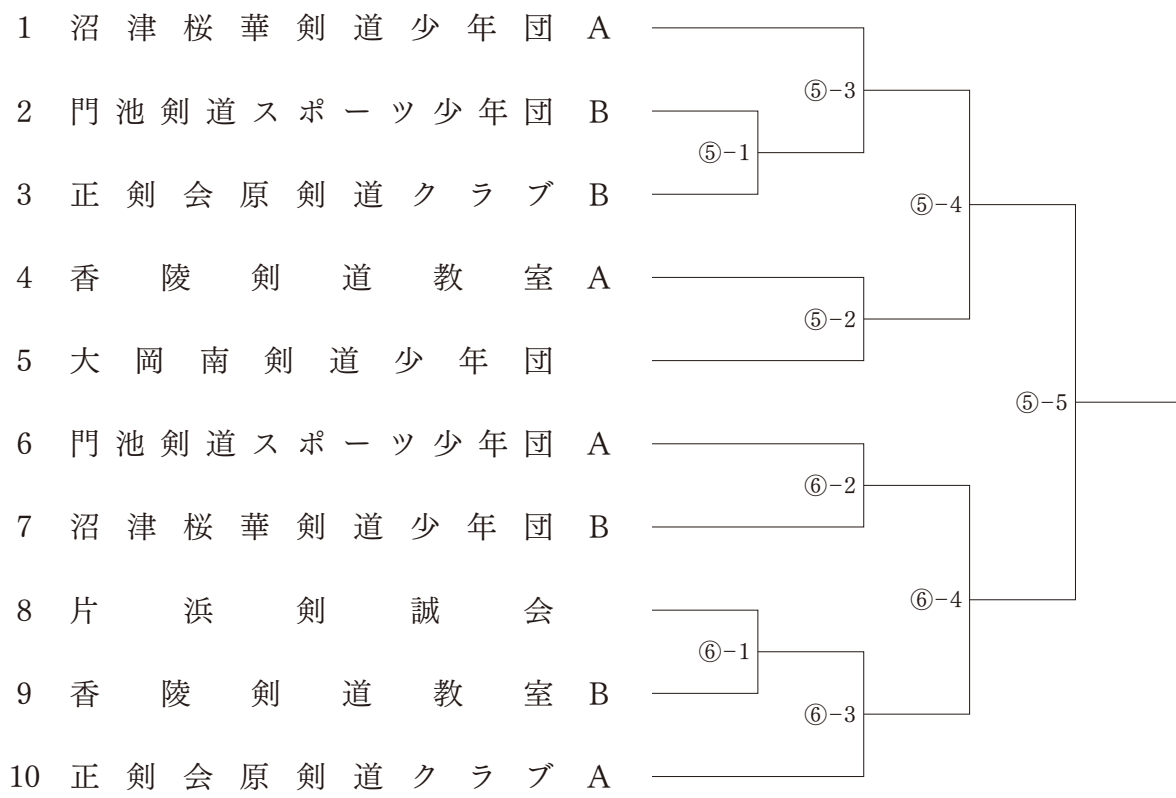 1 沼津桜華剣道少年団 A
⑤-3
2 門池剣道スポーツ少年団 B
⑤-1
3 正剣会原剣道クラブ B
⑤-4
4 香陵剣道教室 A
⑤-2
5 大岡南剣道少年団
⑤-5
6 門池剣道スポーツ少年団 A
⑥-2
7 沼津桜華剣道少年団 B
⑥-4
8 片浜剣誠会
⑥-1
9 香陵剣道教室 B
⑥-3
10 正剣会原剣道クラブ A